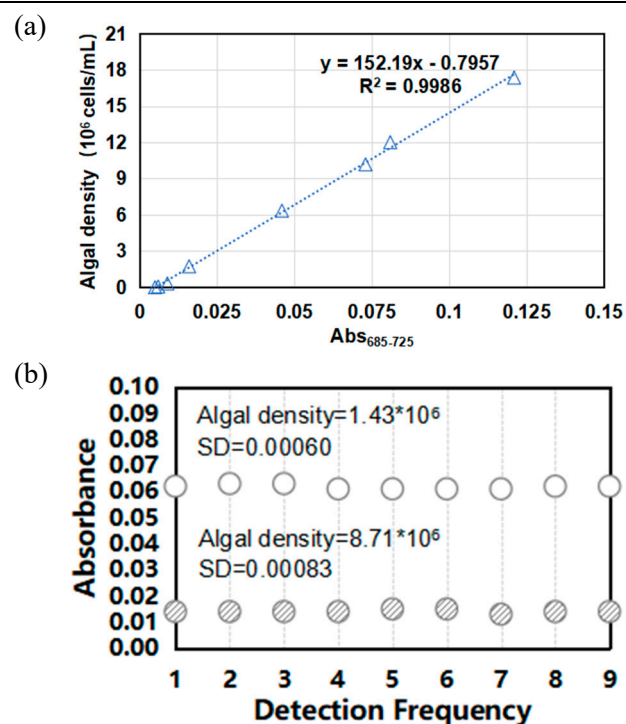 (a)
21
18
15
12
9
6
3
0
Algal density (10⁶ cells/mL)
y = 152.19x - 0.7957
R² = 0.9986
0 0.025 0.05 0.075 0.1 0.125 0.15
Abs₆₈₅₋₇₂₅
(b)
0.10
0.09
0.08
0.07
0.06
0.05
0.04
0.03
0.02
0.01
0.00
Absorbance
Algal density=1.43*10⁶
SD=0.00060
Algal density=8.71*10⁶
SD=0.00083
1 2 3 4 5 6 7 8 9
Detection Frequency